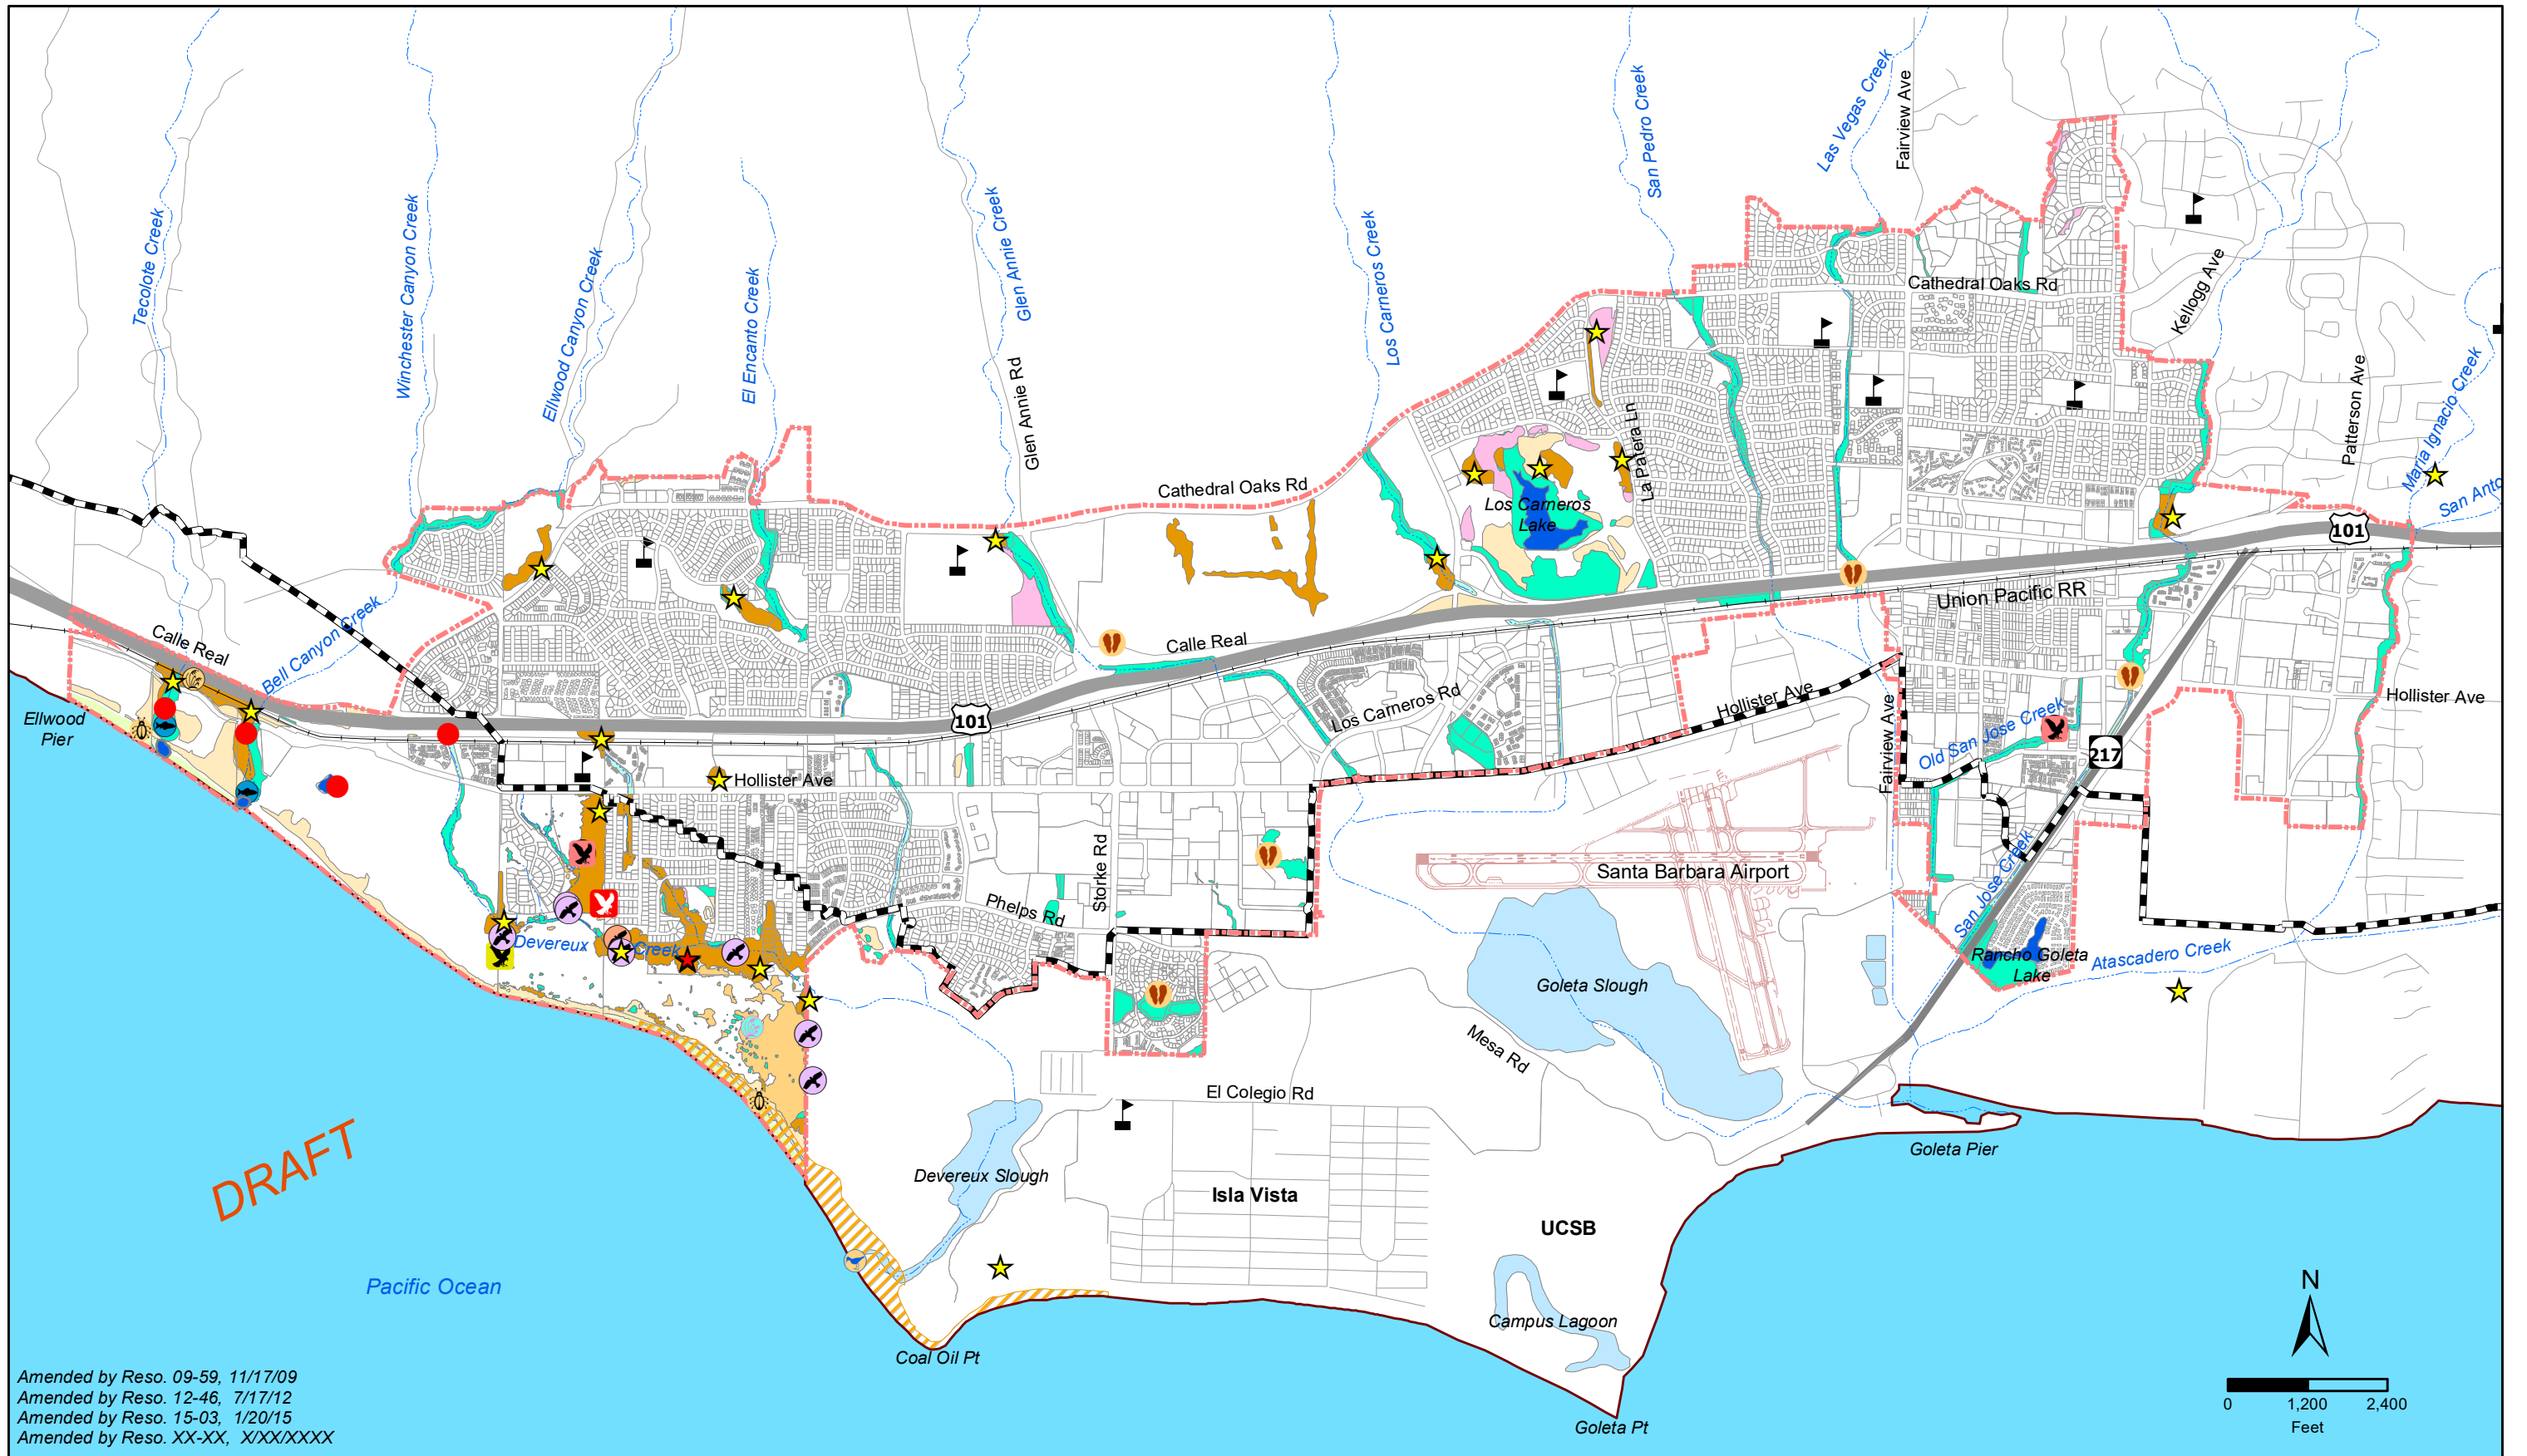 Tecolote Creek
Winchester Canyon Creek
Ellwood Canyon Creek
El Encanto Creek
Glen Annie Creek
Glen Annie Rd
Los Carneros Creek
San Pedro Creek
Las Vegas Creek
Fairview Ave
Cathedral Oaks Rd
Kellogg Ave
Patterson Ave
Maria Ignacio Creek
San Anto
Cathedral Oaks Rd
La Patera Ln
Los Carneros
Lake
101
Union Pacific RR
Calle Real
Bell Canyon Creek
Calle Real
Ellwood
Pier
101
Los Carneros Rd
Hollister Ave
Hollister Ave
Hollister Ave
Fairview Ave
Old San Jose Creek
217
Storke Rd
Phelps Rd
Santa Barbara Airport
San Jose Creek
Devereux
Creek
Rancho Goleta
Lake
Atascadero Creek
Goleta Slough
Mesa Rd
El Colegio Rd
DRAFT
Devereux Slough
Isla Vista
UCSB
Goleta Pier
Pacific Ocean
Campus Lagoon
Coal Oil Pt
Goleta Pt
N
0 1,200 2,400
Feet
Amended by Reso. 09-59, 11/17/09
Amended by Reso. 12-46, 7/17/12
Amended by Reso. 15-03, 1/20/15
Amended by Reso. XX-XX, X/XX/XXXX